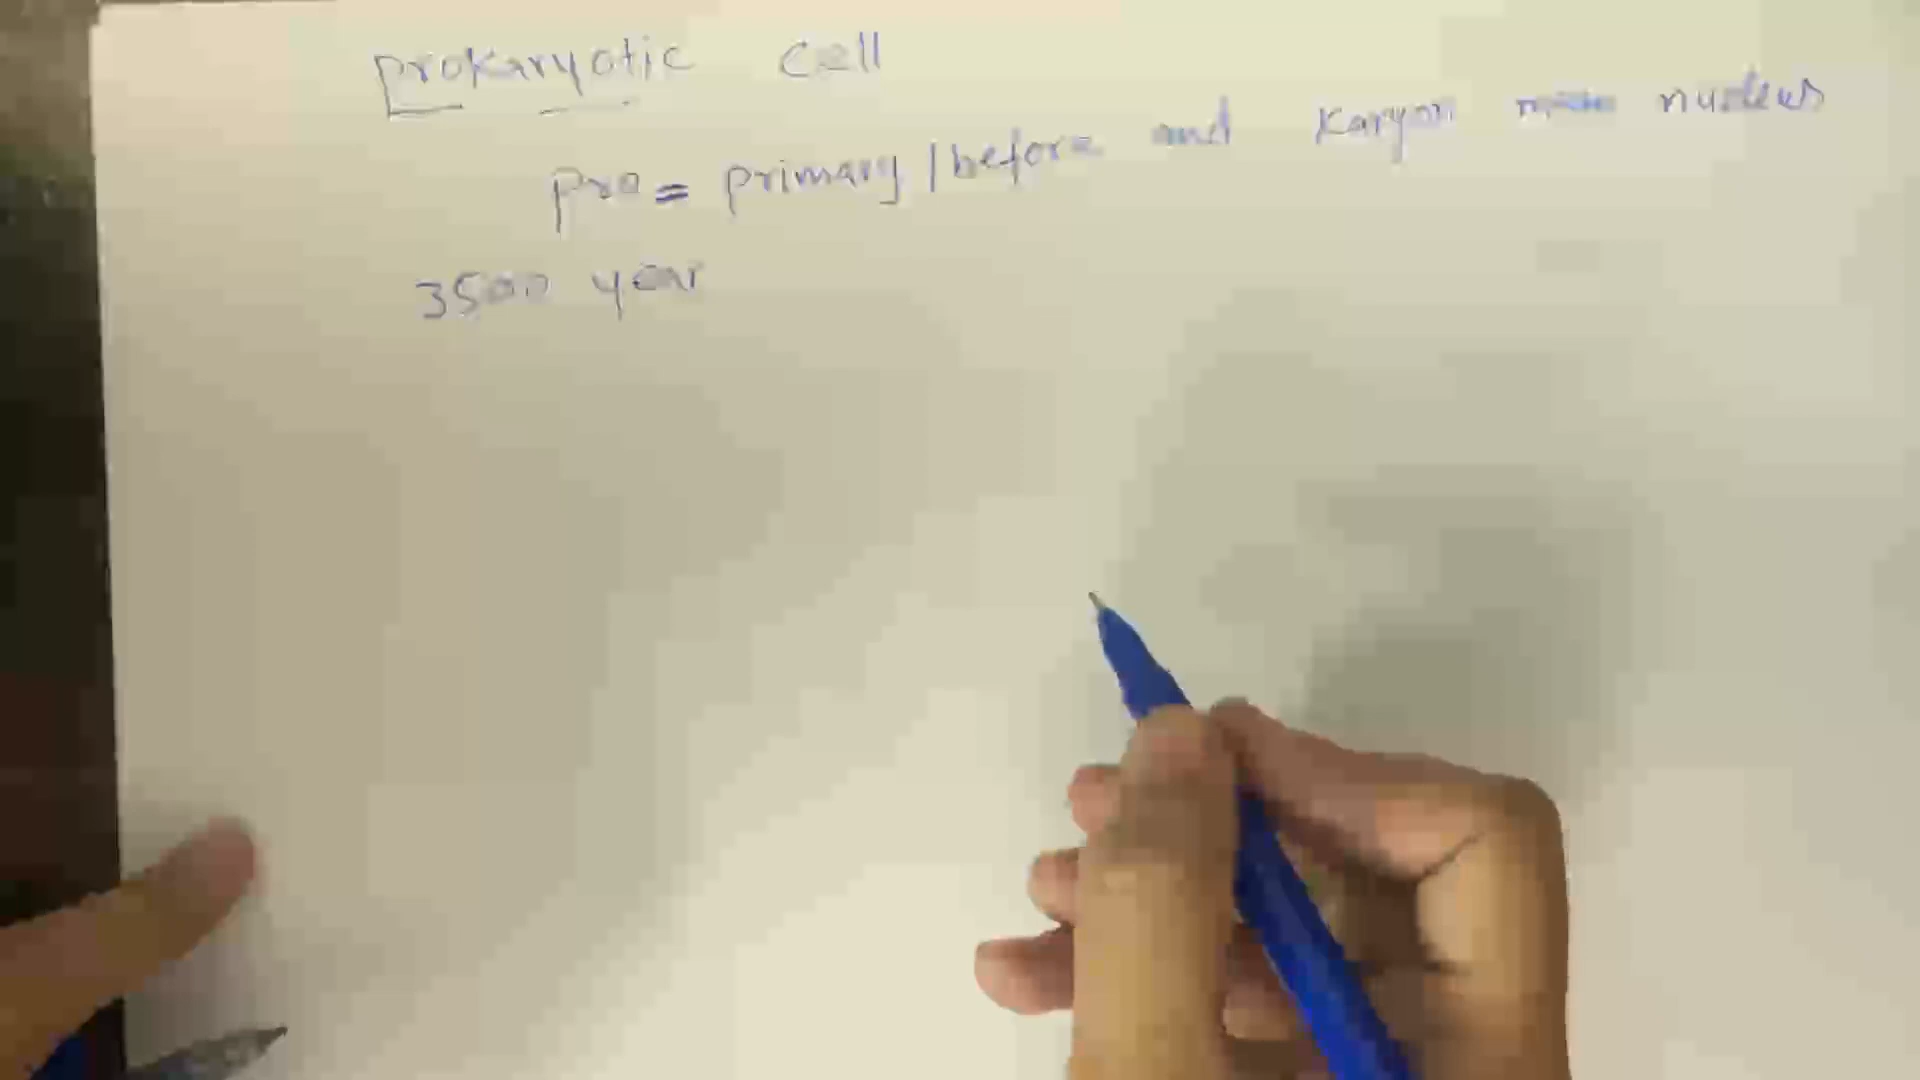 prokaryotic cell
pro = primary / before and Karyon nucleus
3500 year